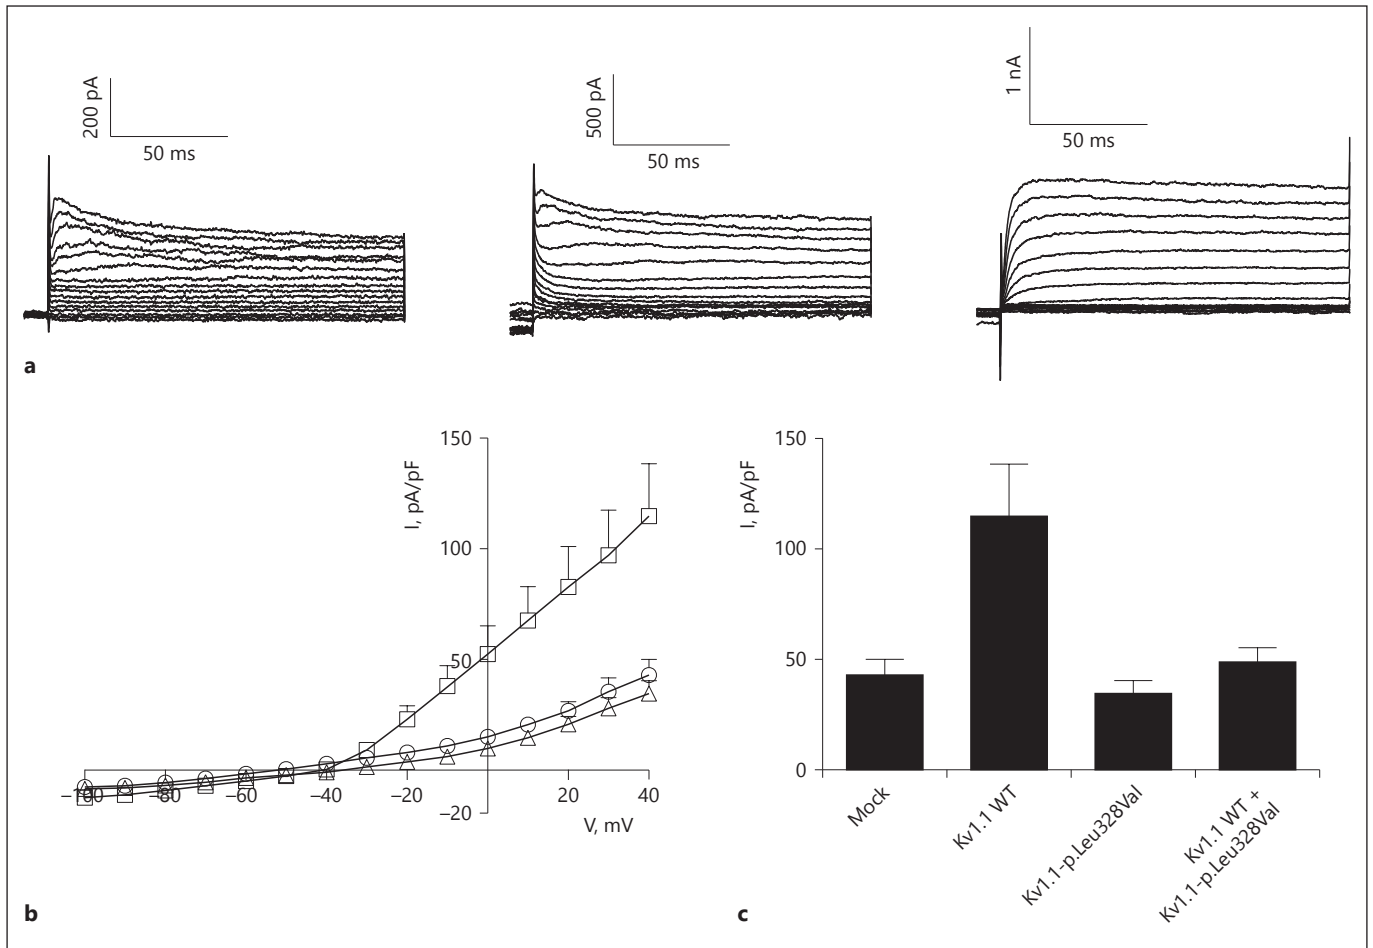 200 pA
50 ms
500 pA
50 ms
1 nA
50 ms
a
150
100
50
–20
I, pA/pF
–100
–80
–60
–40
–20
20
40
V, mV
b
150
100
50
0
I, pA/pF
Mock
Kv1.1 WT
Kv1.1-p.Leu328Val
Kv1.1 WT +
Kv1.1-p.Leu328Val
c